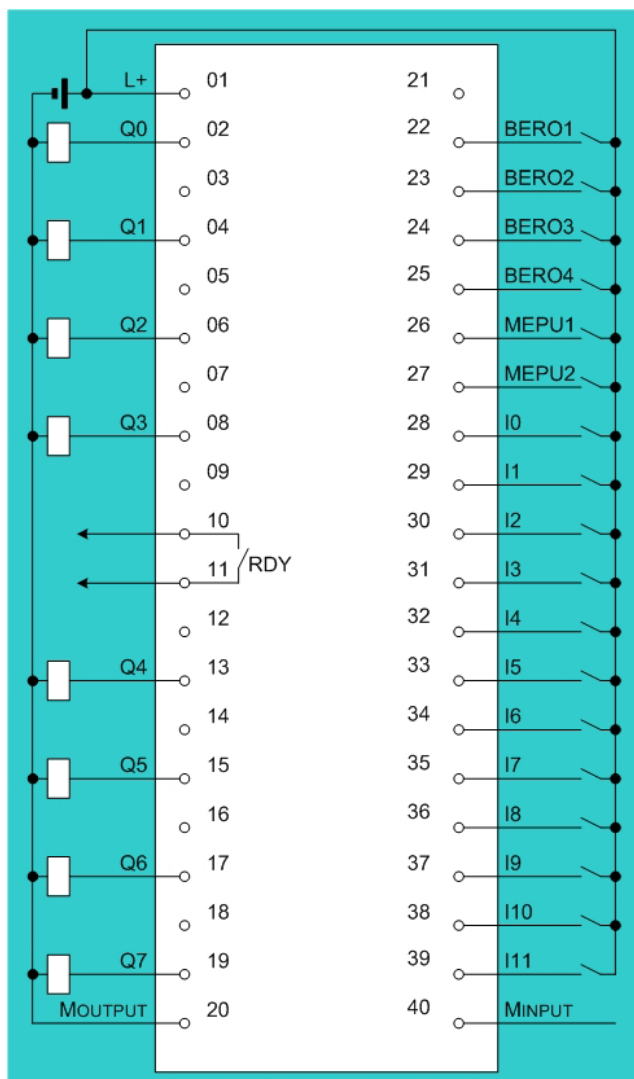 L+ 01 21
Q0 02 22 BERO1
03 23 BERO2
Q1 04 24 BERO3
05 25 BERO4
Q2 06 26 MEPU1
07 27 MEPU2
Q3 08 28 I0
09 29 I1
10 30 I2
RDY
11 31 I3
12 32 I4
Q4 13 33 I5
14 34 I6
Q5 15 35 I7
16 36 I8
Q6 17 37 I9
18 38 I10
Q7 19 39 I11
MOUTPUT 20 40 MINPUT